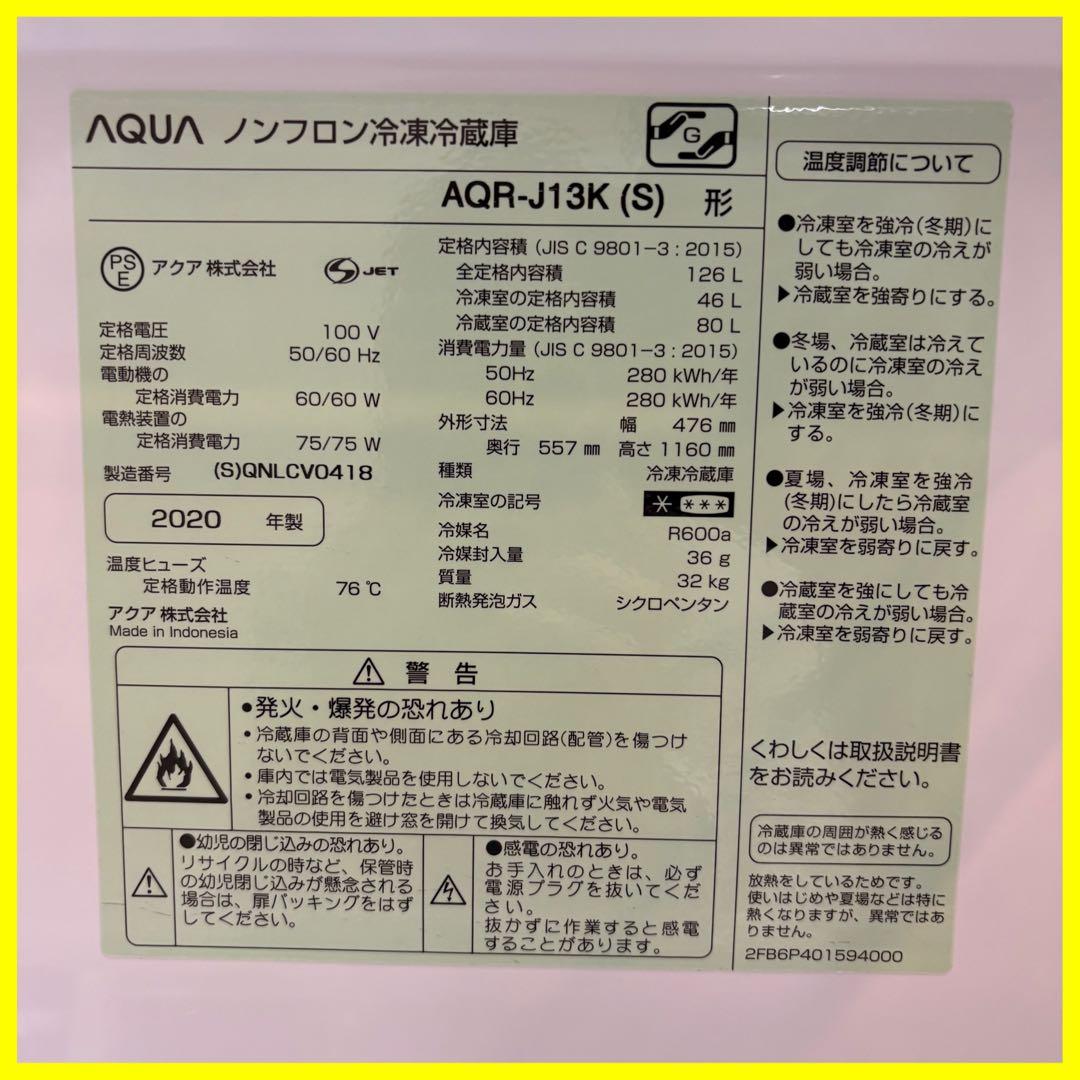 AQUA ノンフロン冷凍冷蔵庫
G
AQR-J13K (S) 形
PS
E
アクア 株式会社
S JET
定格電圧 100 V
定格周波数 50/60 Hz
電動機の
定格消費電力 60/60 W
電熱装置の
定格消費電力 75/75 W
製造番号 (S)QNLCV0418
2020 年製
温度ヒューズ
定格動作温度 76 ℃
アクア 株式会社
Made in Indonesia
定格内容積 (JIS C 9801-3 : 2015)
全定格内容積 126 L
冷凍室の定格内容積 46 L
冷蔵室の定格内容積 80 L
消費電力量 (JIS C 9801-3 : 2015)
50Hz 280 kWh/年
60Hz 280 kWh/年
外形寸法 幅 476 mm
奥行 557 mm 高さ 1160 mm
種類 冷凍冷蔵庫
冷凍室の記号 * ***
冷媒名 R600a
冷媒封入量 36 g
質量 32 kg
断熱発泡ガス シクロペンタン
⚠ 警告
•発火・爆発の恐れあり
•冷蔵庫の背面や側面にある冷却回路(配管)を傷つけ
ないでください。
•庫内では電気製品を使用しないでください。
•冷却回路を傷つけたときは冷蔵庫に触れず火気や電気
製品の使用を避け窓を開けて換気してください。
●幼児の閉じ込みの恐れあり。
リサイクルの時など、保管時
の幼児閉じ込みが懸念される
場合は、扉パッキングをはず
してください。
●感電の恐れあり。
お手入れのときは、必ず
電源プラグを抜いてくだ
さい。
抜かずに作業すると感電
することがあります。
温度調節について
●冷凍室を強冷(冬期)に
しても冷凍室の冷えが
弱い場合。
▶冷蔵室を強寄りにする。
●冬場、冷蔵室は冷えて
いるのに冷凍室の冷え
が弱い場合。
▶冷凍室を強冷(冬期)に
する。
●夏場、冷凍室を強冷
(冬期)にしたら冷蔵室
の冷えが弱い場合。
▶冷凍室を弱寄りに戻す。
●冷蔵室を強にしても冷
蔵室の冷えが弱い場合。
▶冷凍室を弱寄りに戻す。
くわしくは取扱説明書
をお読みください。
冷蔵庫の周囲が熱く感じる
のは異常ではありません。
放熱をしているためです。
使いはじめや夏場などは特に
熱くなりますが、異常ではあ
りません。
2FB6P401594000